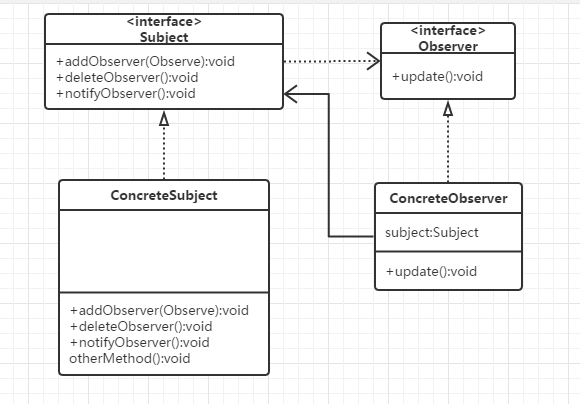 <interface>
Subject
+addObserver(Observe):void
+deleteObserver():void
+notifyObserver():void
<interface>
Observer
+update():void
ConcreteSubject
+addObserver(Observe):void
+deleteObserver():void
+notifyObserver():void
otherMethod():void
ConcreteObserver
subject:Subject
+update():void